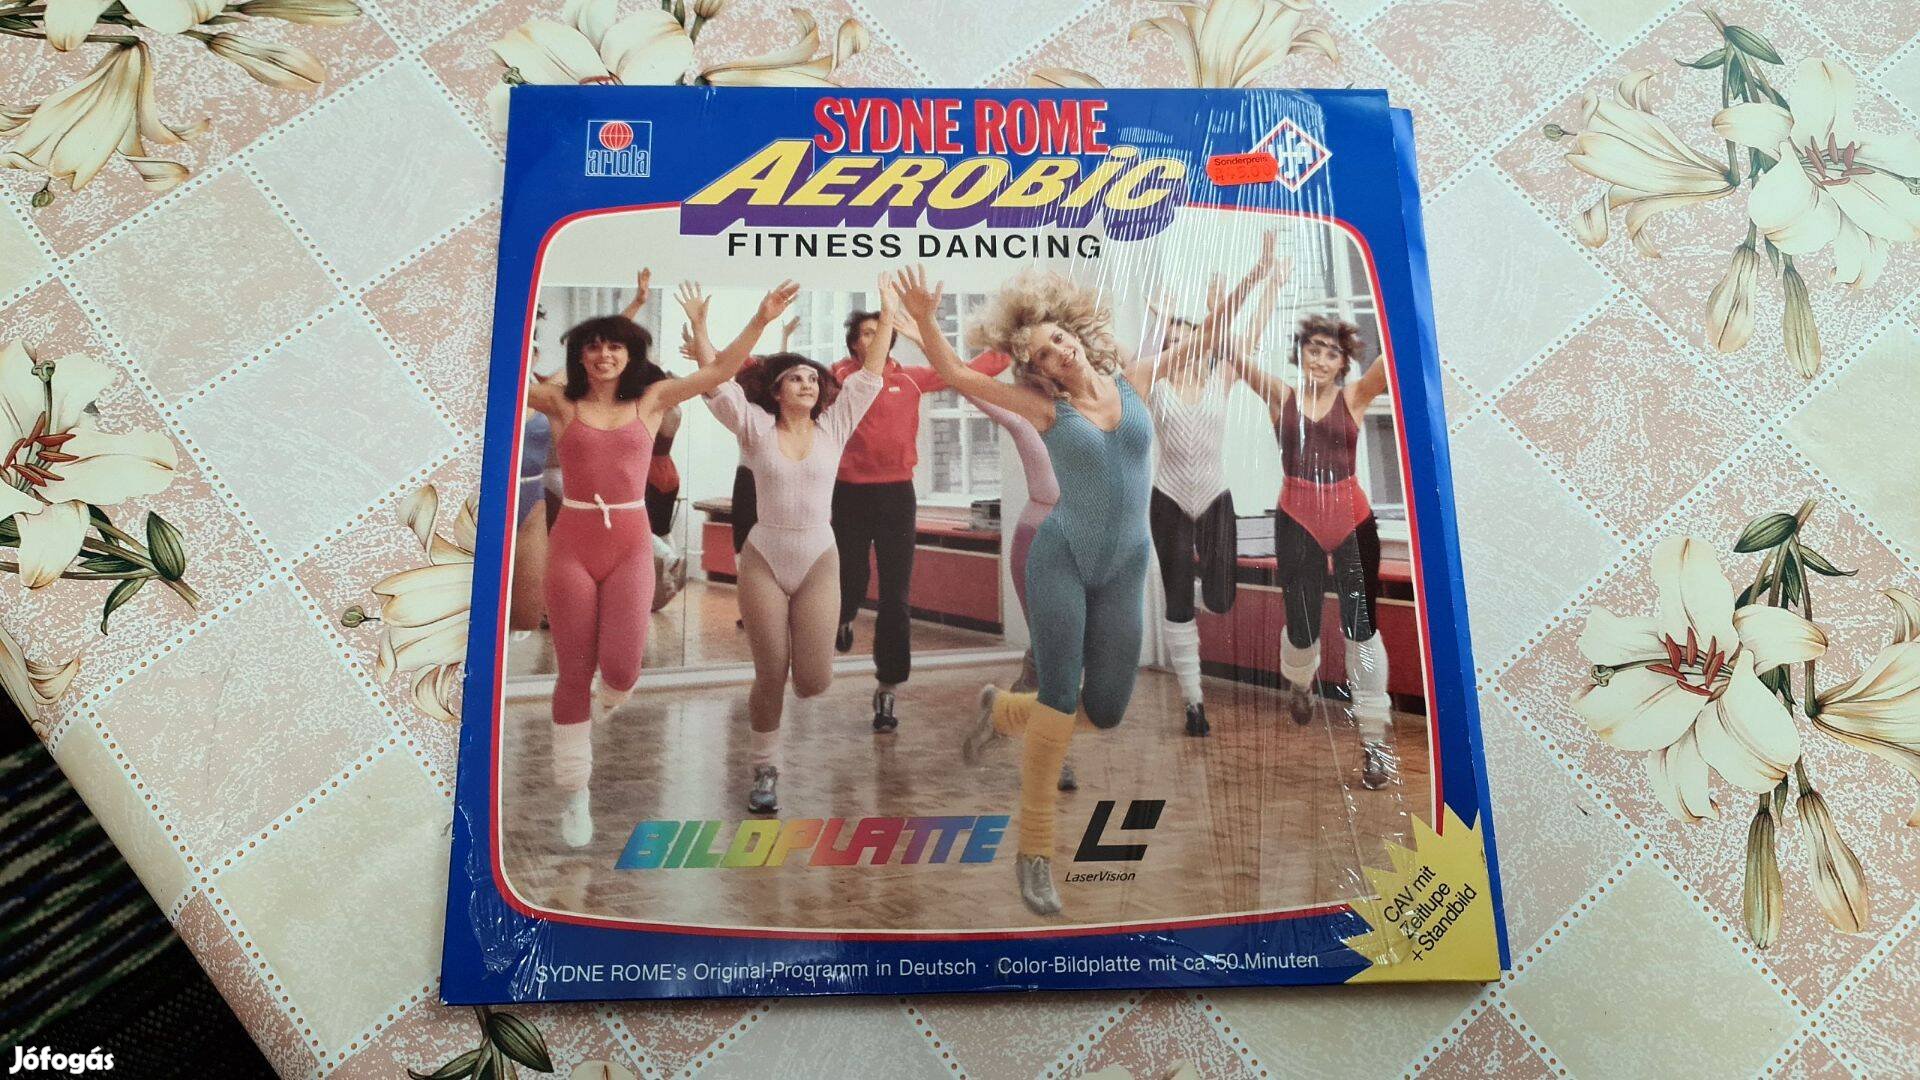 SYDNE ROME
ariola
AEROBiC
Sonderpreis
FITNESS DANCING
BILDPLATTE
LaserVision
CAV mit
Zeitlupe
+ Standbild
SYDNE ROME's Original-Programm in Deutsch · Color-Bildplatte mit ca. 50 Minuten
Jófogás